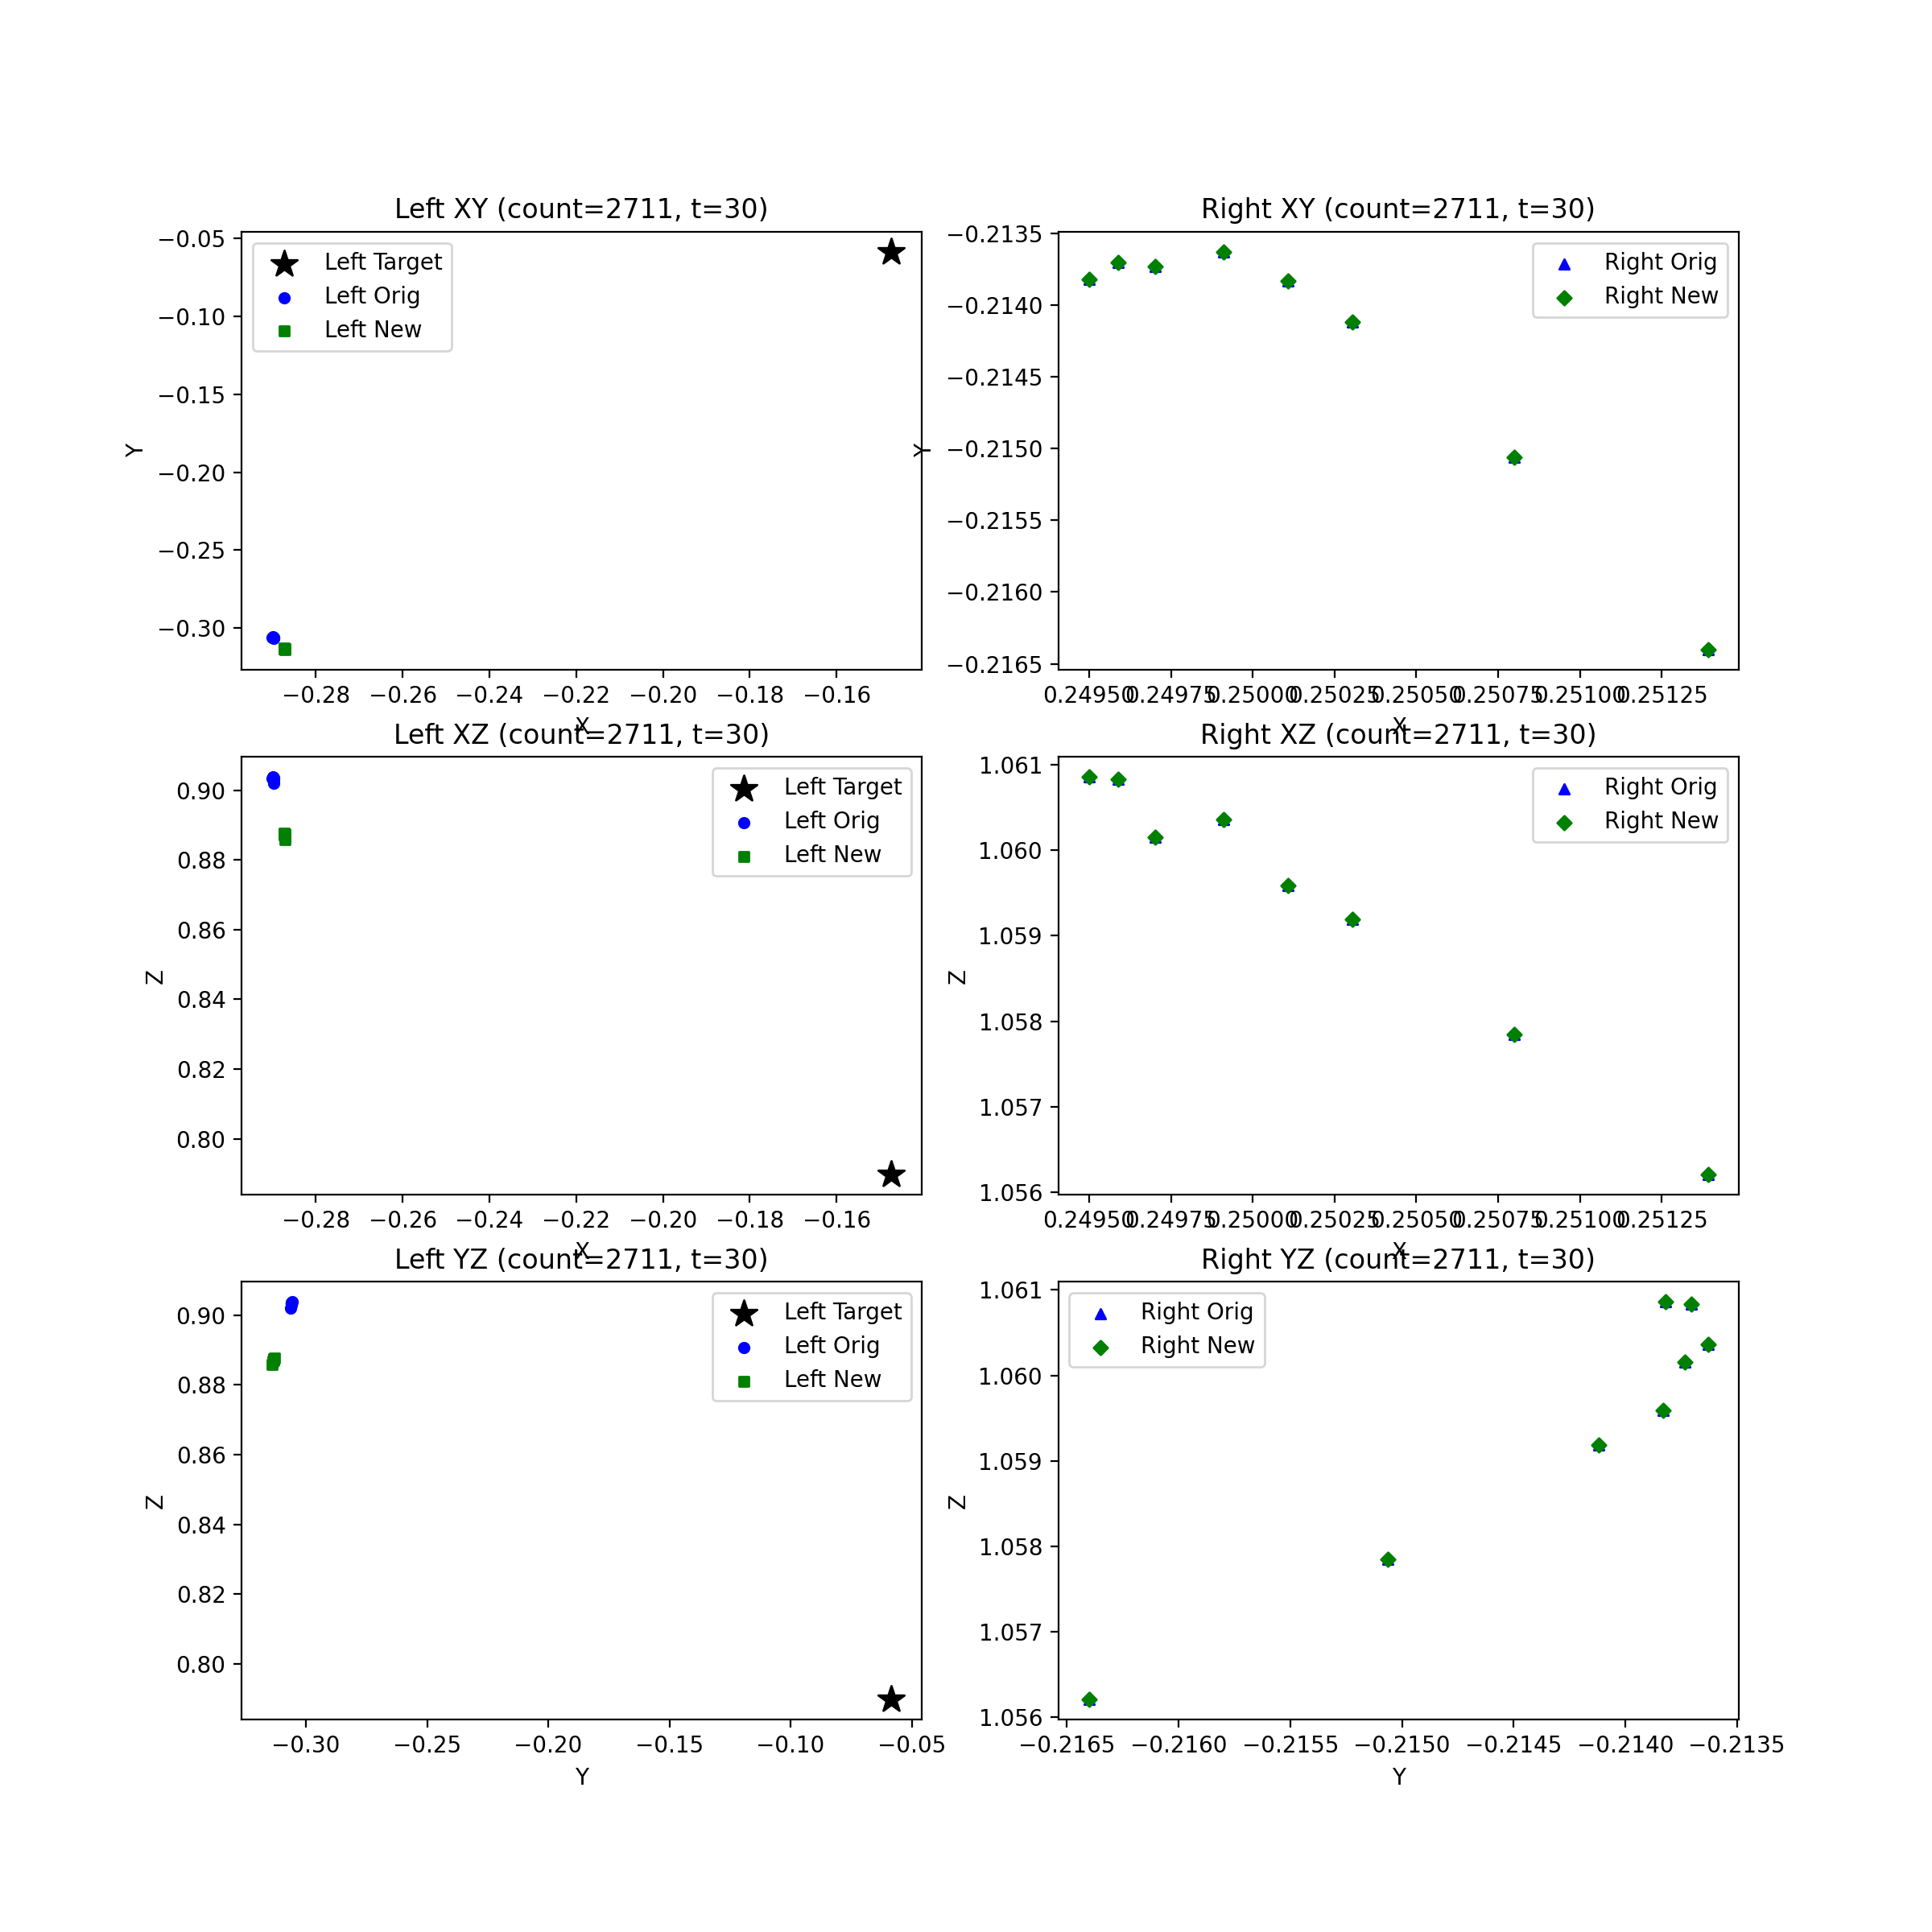 Left XY (count=2711, t=30)
Y
−0.05
−0.10
−0.15
−0.20
−0.25
−0.30
Left Target
Left Orig
Left New
−0.28 −0.26 −0.24 −0.22 −0.20 −0.18 −0.16
X
Right XY (count=2711, t=30)
Y
−0.2135
−0.2140
−0.2145
−0.2150
−0.2155
−0.2160
−0.2165
Right Orig
Right New
0.24950 0.24975 0.25000 0.25025 0.25050 0.25075 0.25100 0.25125
X
Left XZ (count=2711, t=30)
Z
0.90
0.88
0.86
0.84
0.82
0.80
Left Target
Left Orig
Left New
−0.28 −0.26 −0.24 −0.22 −0.20 −0.18 −0.16
X
Right XZ (count=2711, t=30)
Z
1.061
1.060
1.059
1.058
1.057
1.056
Right Orig
Right New
0.24950 0.24975 0.25000 0.25025 0.25050 0.25075 0.25100 0.25125
X
Left YZ (count=2711, t=30)
Z
0.90
0.88
0.86
0.84
0.82
0.80
Left Target
Left Orig
Left New
−0.30 −0.25 −0.20 −0.15 −0.10 −0.05
Y
Right YZ (count=2711, t=30)
Z
1.061
1.060
1.059
1.058
1.057
1.056
Right Orig
Right New
−0.2165 −0.2160 −0.2155 −0.2150 −0.2145 −0.2140 −0.2135
Y